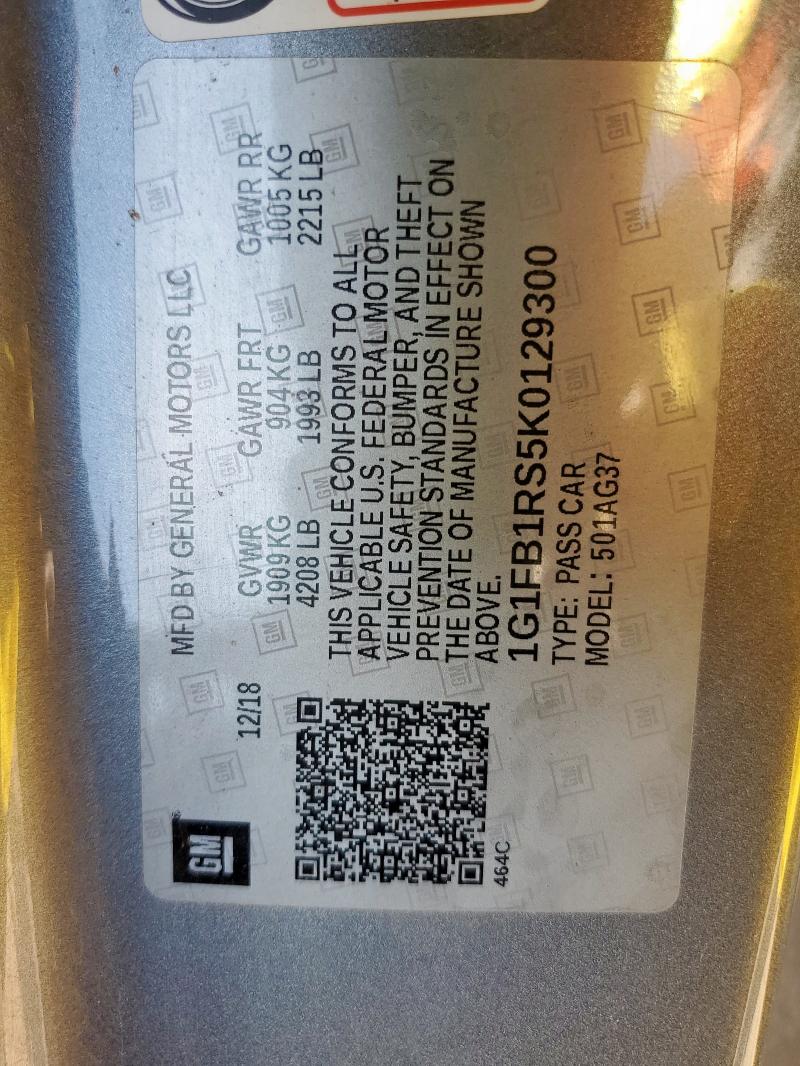 GM
MFD BY GENERAL MOTORS LLC
12/18
GVWR GAWR FRT GAWR RR
1909 KG 904 KG 1005 KG
4208 LB 1993 LB 2215 LB
THIS VEHICLE CONFORMS TO ALL
APPLICABLE U.S. FEDERAL MOTOR
VEHICLE SAFETY, BUMPER, AND THEFT
PREVENTION STANDARDS IN EFFECT ON
THE DATE OF MANUFACTURE SHOWN
ABOVE.
464C
1G1FB1RS5K0129300
TYPE: PASS CAR
MODEL: 501AG37